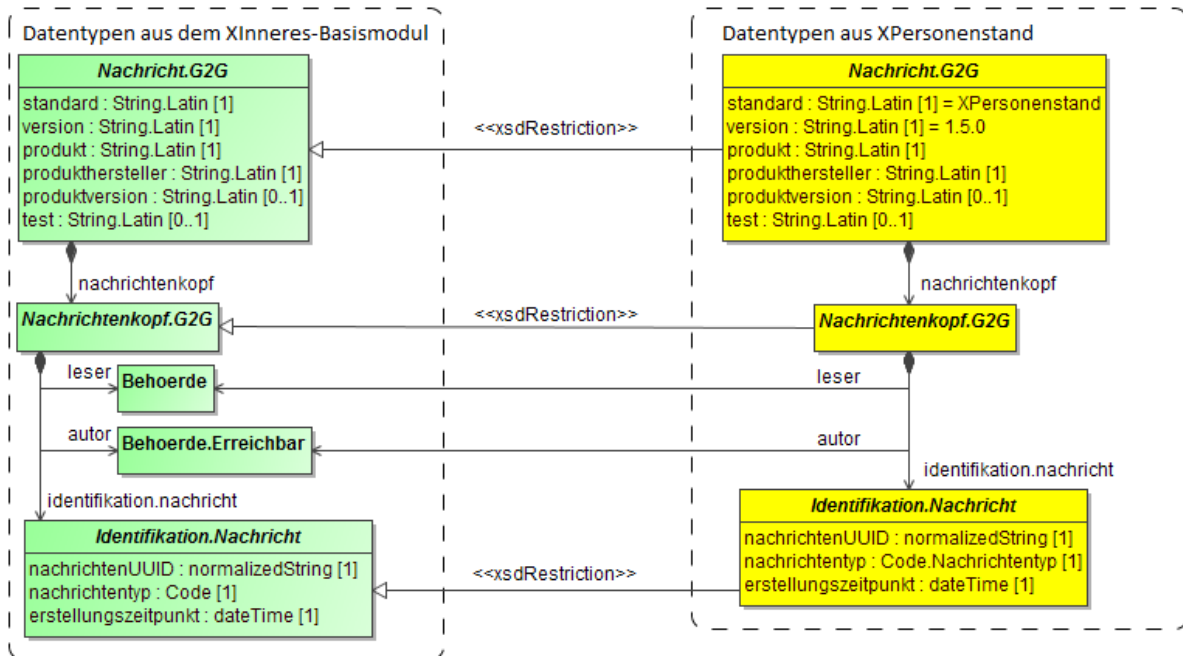 Datentypen aus dem XInneres-Basismodul
Nachricht.G2G
standard : String.Latin [1]
version : String.Latin [1]
produkt : String.Latin [1]
produkthersteller : String.Latin [1]
produktversion : String.Latin [0..1]
test : String.Latin [0..1]
nachrichtenkopf
Nachrichtenkopf.G2G
leser
Behoerde
autor
Behoerde.Erreichbar
identifikation.nachricht
Identifikation.Nachricht
nachrichtenUUID : normalizedString [1]
nachrichtentyp : Code [1]
erstellungszeitpunkt : dateTime [1]
<<xsdRestriction>>
<<xsdRestriction>>
<<xsdRestriction>>
Datentypen aus XPersonenstand
Nachricht.G2G
standard : String.Latin [1] = XPersonenstand
version : String.Latin [1] = 1.5.0
produkt : String.Latin [1]
produkthersteller : String.Latin [1]
produktversion : String.Latin [0..1]
test : String.Latin [0..1]
nachrichtenkopf
Nachrichtenkopf.G2G
leser
autor
identifikation.nachricht
Identifikation.Nachricht
nachrichtenUUID : normalizedString [1]
nachrichtentyp : Code.Nachrichtentyp [1]
erstellungszeitpunkt : dateTime [1]